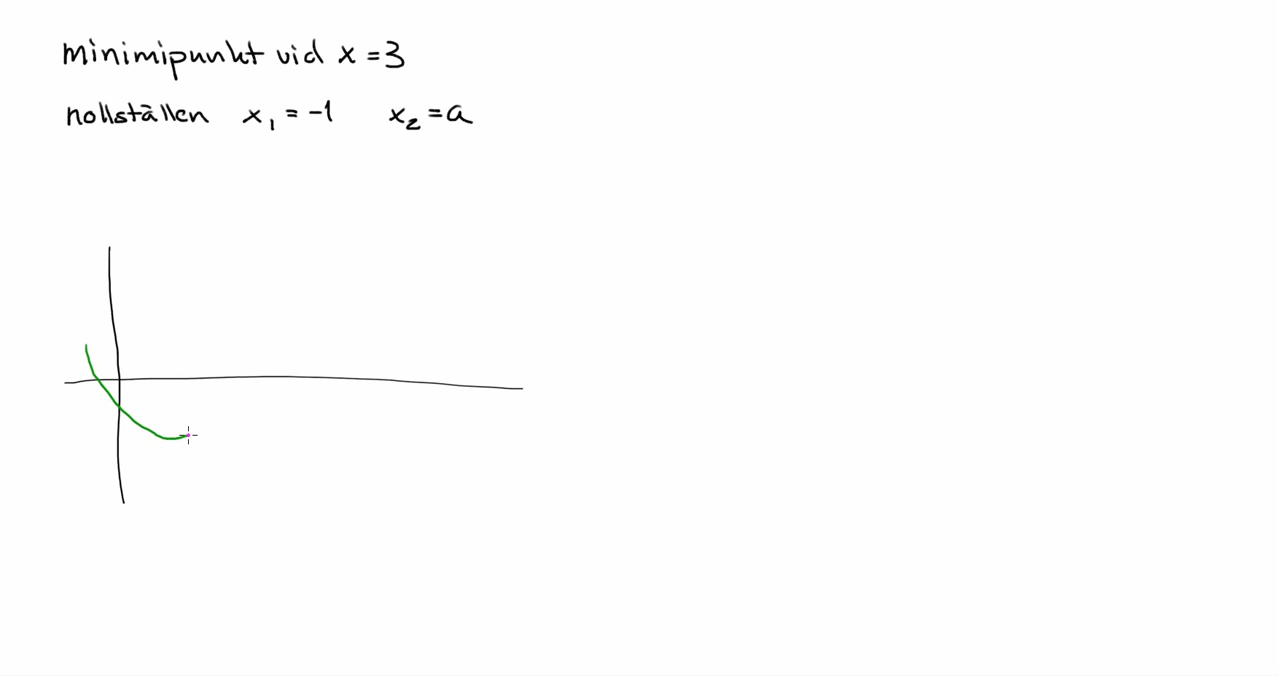 minimipunkt vid x = 3
nollställen x₁ = -1 x₂ = a